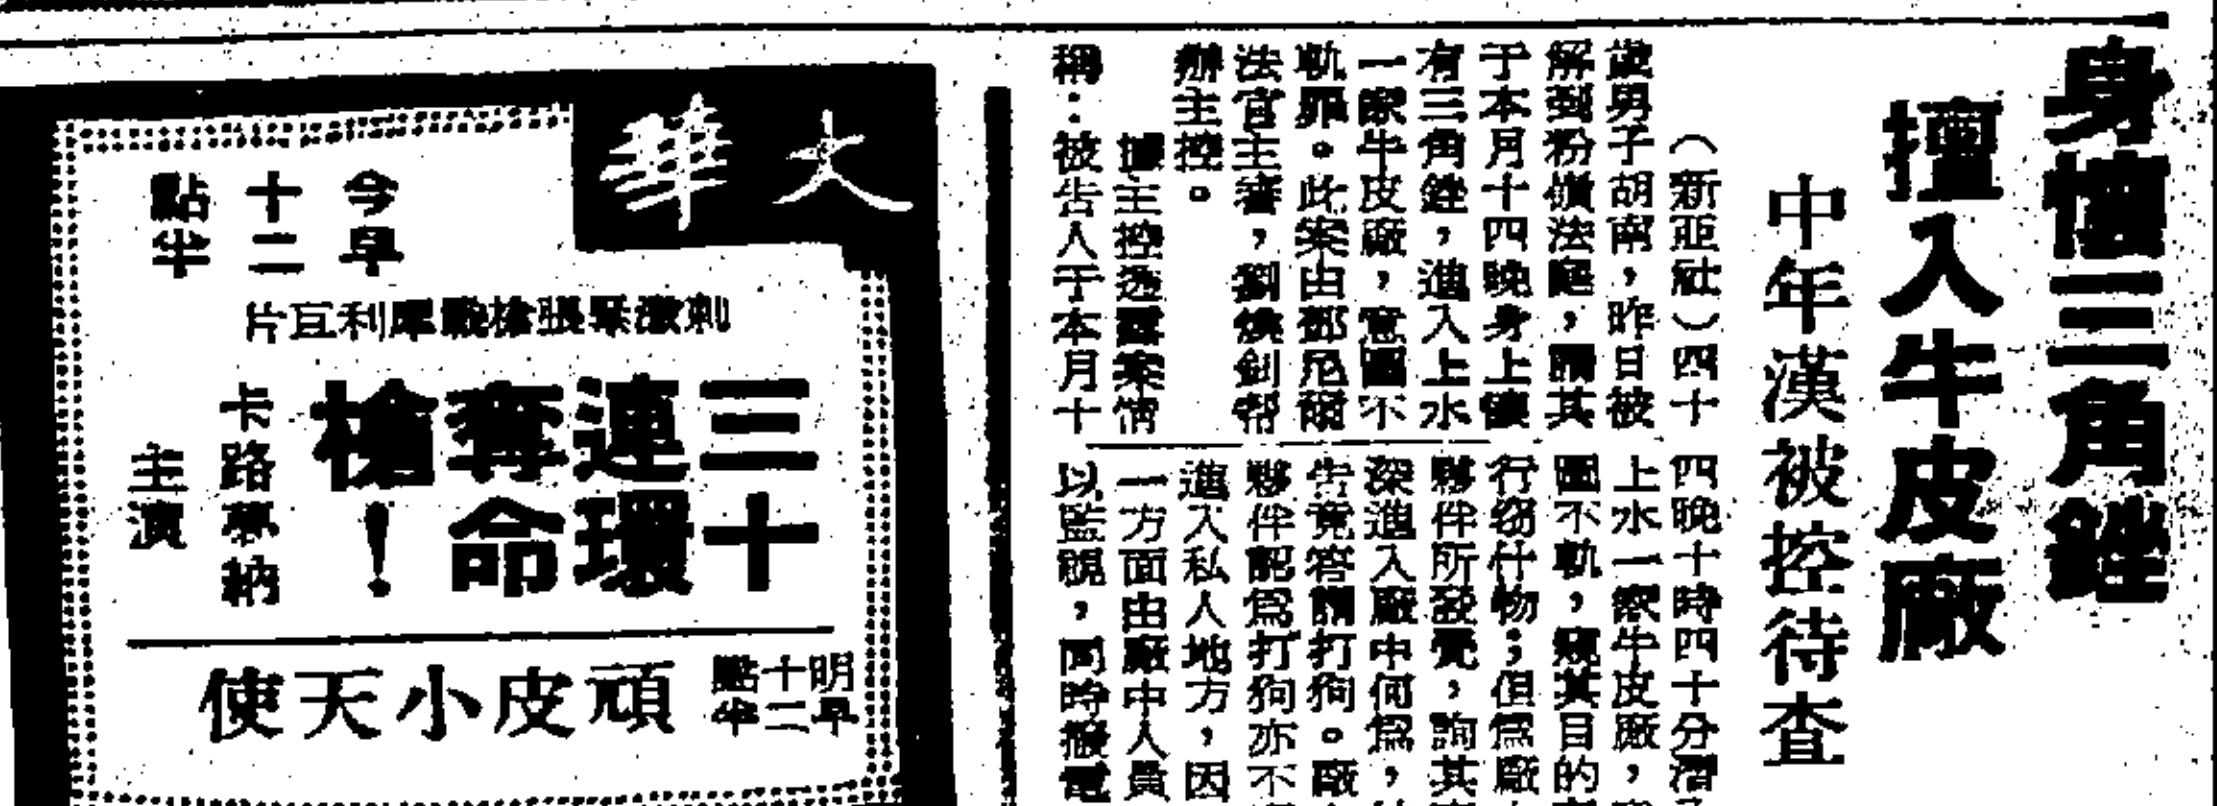 身懷三角銼
擅入牛皮廠
中年漢被控待查
(新亞社)四十
歲男子胡南,昨日被
解到粉嶺法庭,謂其
于本月十四晚身上懷
有三角銼,進入上水
一家牛皮廠,意圖不
軌罪。此案由鄧尼爾
法官主審,劉煥釗幫
辦主控。
據主控透露案情
稱:被告人于本月十
四晚十時四十分潛
上水一家牛皮廠,
圖不軌,窺其目的
行窃什物;但爲廠
夥伴所發覺,詢其
深進入廠中何爲,
告竟答謂打狗。廠
夥伴認爲打狗亦不
進入私人地方,因
一方面由廠中人員
以監視,同時撥電
大華
今早
十二
點半
刺激緊張槍戰犀利互片
三十
連環
奪命
槍!
卡路夢納
主演
明早
十二
點半
頑皮小天使